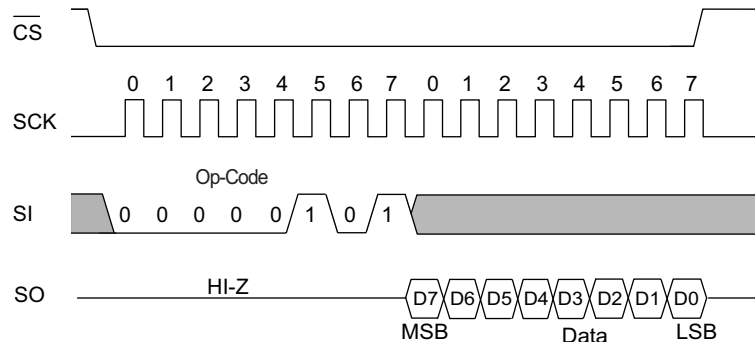 CS
0 1 2 3 4 5 6 7 0 1 2 3 4 5 6 7
SCK
Op-Code
SI 0 0 0 0 0 1 0 1
HI-Z
SO D7 D6 D5 D4 D3 D2 D1 D0
MSB Data LSB